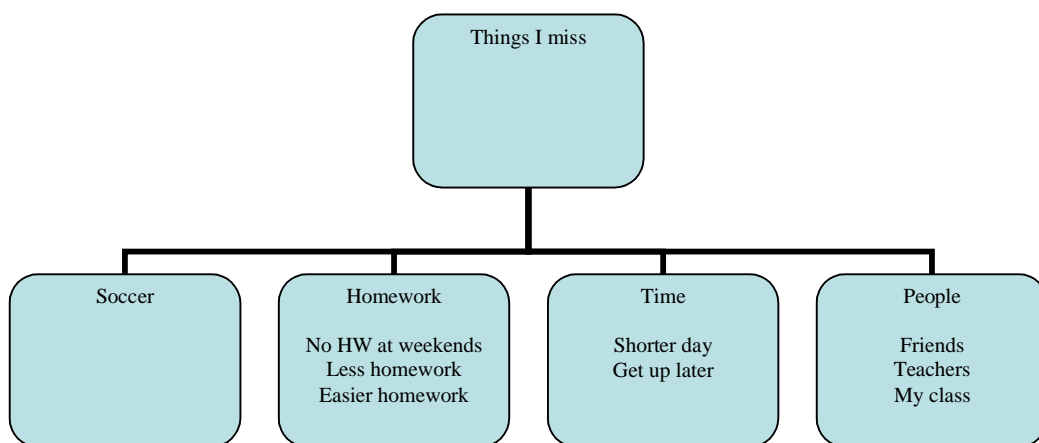 Things I miss
Soccer
Homework
No HW at weekends
Less homework
Easier homework
Time
Shorter day
Get up later
People
Friends
Teachers
My class